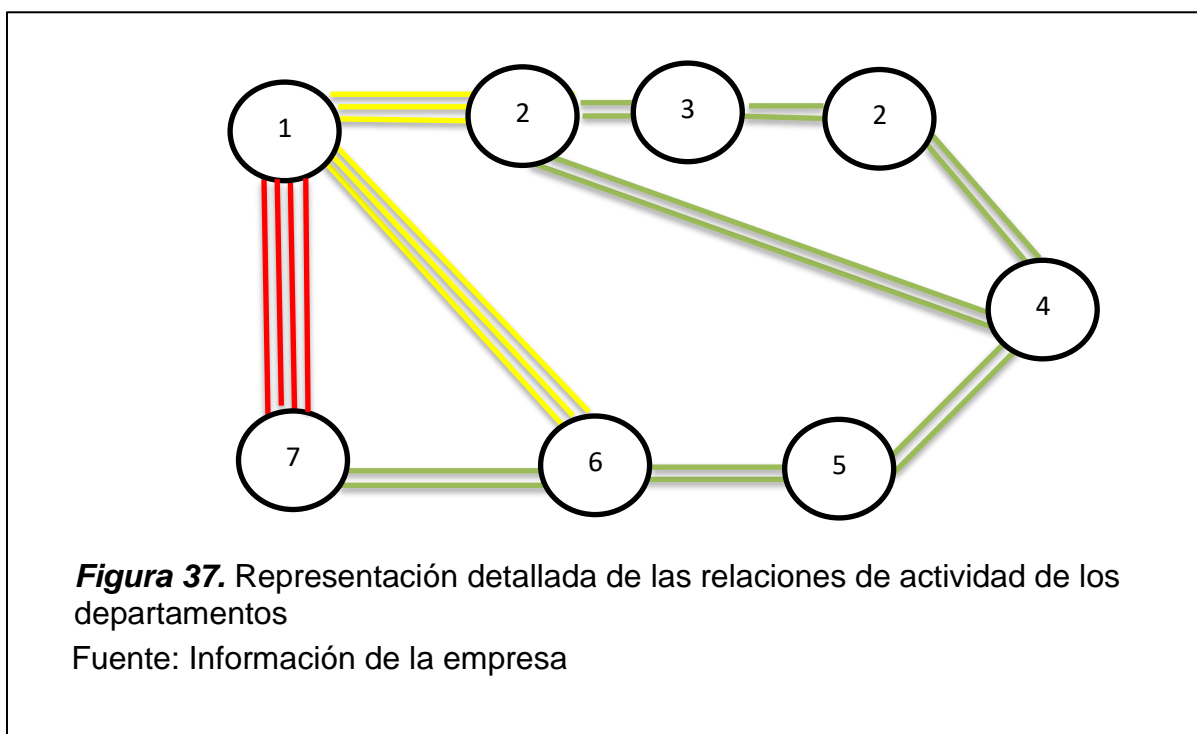 1
2
3
2
4
7
6
5
Figura 37. Representación detallada de las relaciones de actividad de los
departamentos
Fuente: Información de la empresa